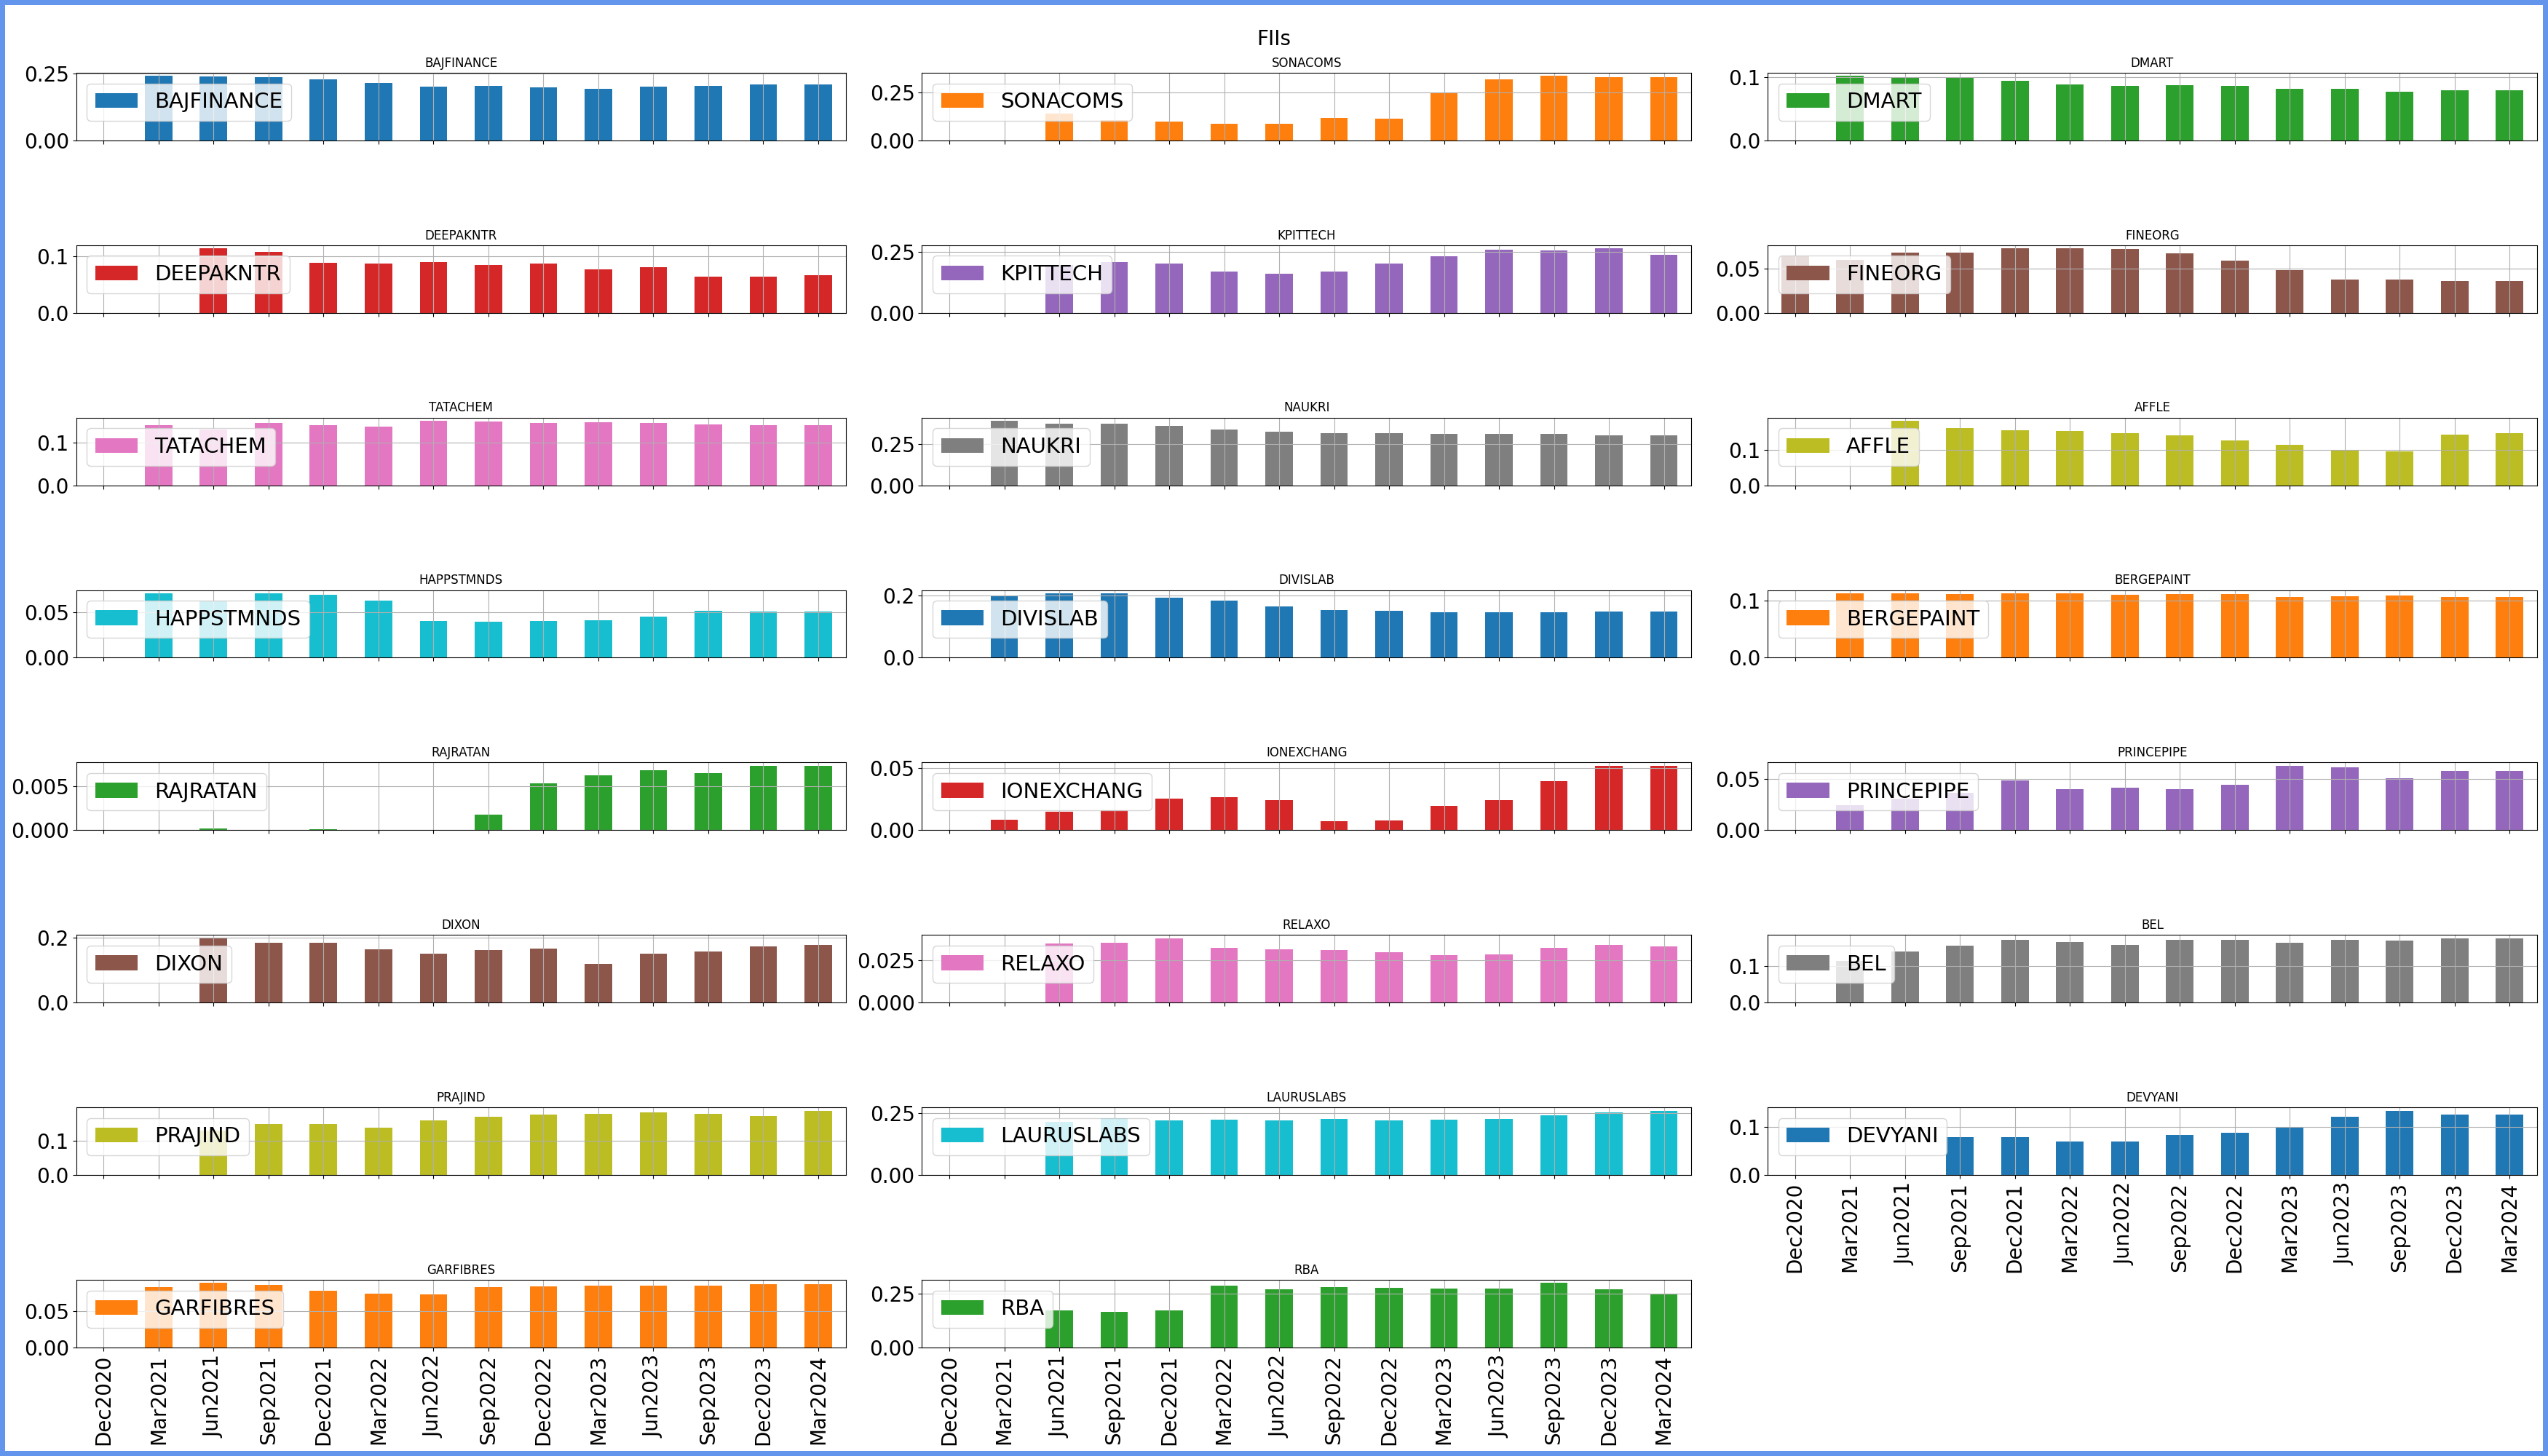 FIIs
BAJFINANCE
0.25
0.00
BAJFINANCE
SONACOMS
0.25
0.00
SONACOMS
DMART
0.1
0.0
DMART
DEEPAKNTR
0.1
0.0
DEEPAKNTR
KPITTECH
0.25
0.00
KPITTECH
FINEORG
0.05
0.00
FINEORG
TATACHEM
0.1
0.0
TATACHEM
NAUKRI
0.25
0.00
NAUKRI
AFFLE
0.1
0.0
AFFLE
HAPPSTMNDS
0.05
0.00
HAPPSTMNDS
DIVISLAB
0.2
0.0
DIVISLAB
BERGEPAINT
0.1
0.0
BERGEPAINT
RAJRATAN
0.005
0.000
RAJRATAN
IONEXCHANG
0.05
0.00
IONEXCHANG
PRINCEPIPE
0.05
0.00
PRINCEPIPE
DIXON
0.2
0.0
DIXON
RELAXO
0.025
0.000
RELAXO
BEL
0.1
0.0
BEL
PRAJIND
0.1
0.0
PRAJIND
LAURUSLABS
0.25
0.00
LAURUSLABS
DEVYANI
0.1
0.0
DEVYANI
Dec2020
Mar2021
Jun2021
Sep2021
Dec2021
Mar2022
Jun2022
Sep2022
Dec2022
Mar2023
Jun2023
Sep2023
Dec2023
Mar2024
GARFIBRES
0.05
0.00
GARFIBRES
Dec2020
Mar2021
Jun2021
Sep2021
Dec2021
Mar2022
Jun2022
Sep2022
Dec2022
Mar2023
Jun2023
Sep2023
Dec2023
Mar2024
RBA
0.25
0.00
RBA
Dec2020
Mar2021
Jun2021
Sep2021
Dec2021
Mar2022
Jun2022
Sep2022
Dec2022
Mar2023
Jun2023
Sep2023
Dec2023
Mar2024